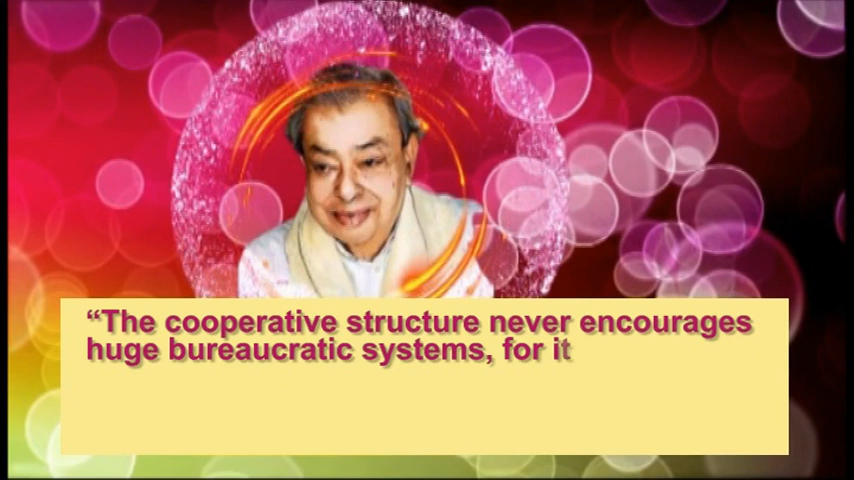 “The cooperative structure never encourages
huge bureaucratic systems, for it